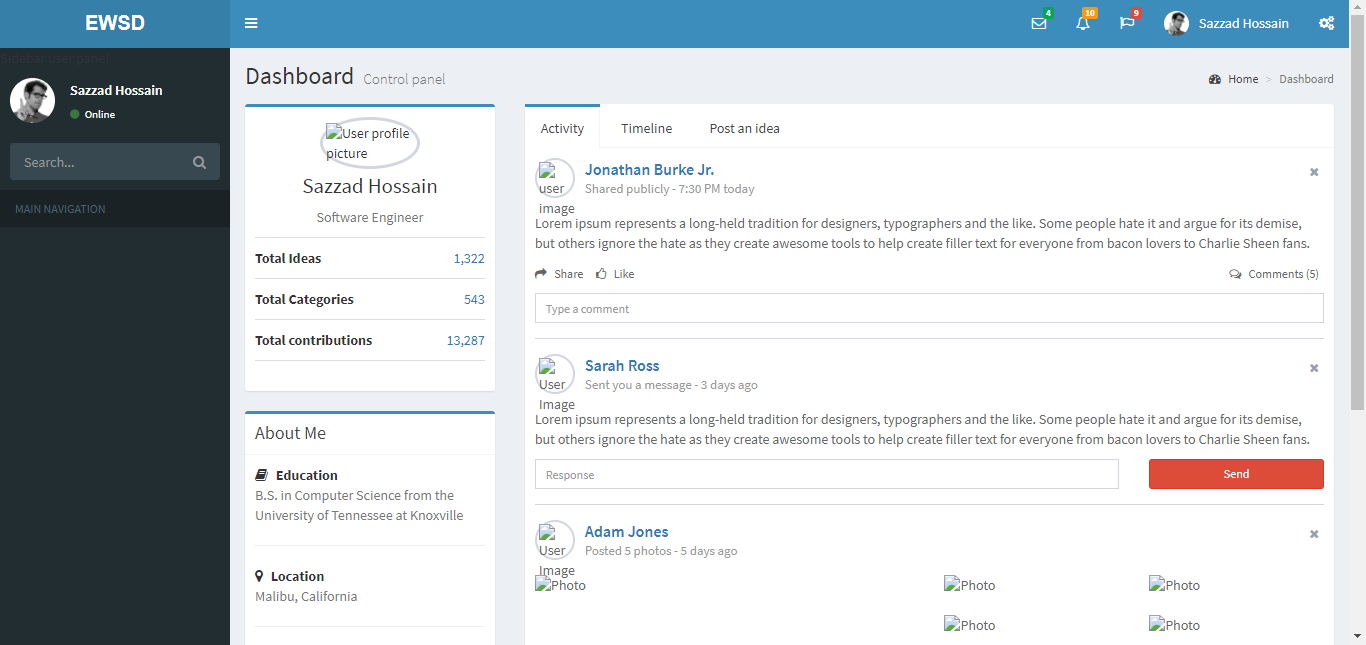 EWSD
4
10
9
Sazzad Hossain
Sidebar user panel
Sazzad Hossain
Online
Search...
MAIN NAVIGATION
Dashboard Control panel
Home > Dashboard
User profile
picture
Sazzad Hossain
Software Engineer
Total Ideas 1,322
Total Categories 543
Total contributions 13,287
About Me
Education
B.S. in Computer Science from the
University of Tennessee at Knoxville
Location
Malibu, California
Activity Timeline Post an idea
user
image
Jonathan Burke Jr.
Shared publicly - 7:30 PM today
Lorem ipsum represents a long-held tradition for designers, typographers and the like. Some people hate it and argue for its demise,
but others ignore the hate as they create awesome tools to help create filler text for everyone from bacon lovers to Charlie Sheen fans.
Share Like Comments (5)
Type a comment
User
Image
Sarah Ross
Sent you a message - 3 days ago
Lorem ipsum represents a long-held tradition for designers, typographers and the like. Some people hate it and argue for its demise,
but others ignore the hate as they create awesome tools to help create filler text for everyone from bacon lovers to Charlie Sheen fans.
Response Send
User
Image
Adam Jones
Posted 5 photos - 5 days ago
Photo Photo Photo
Photo Photo